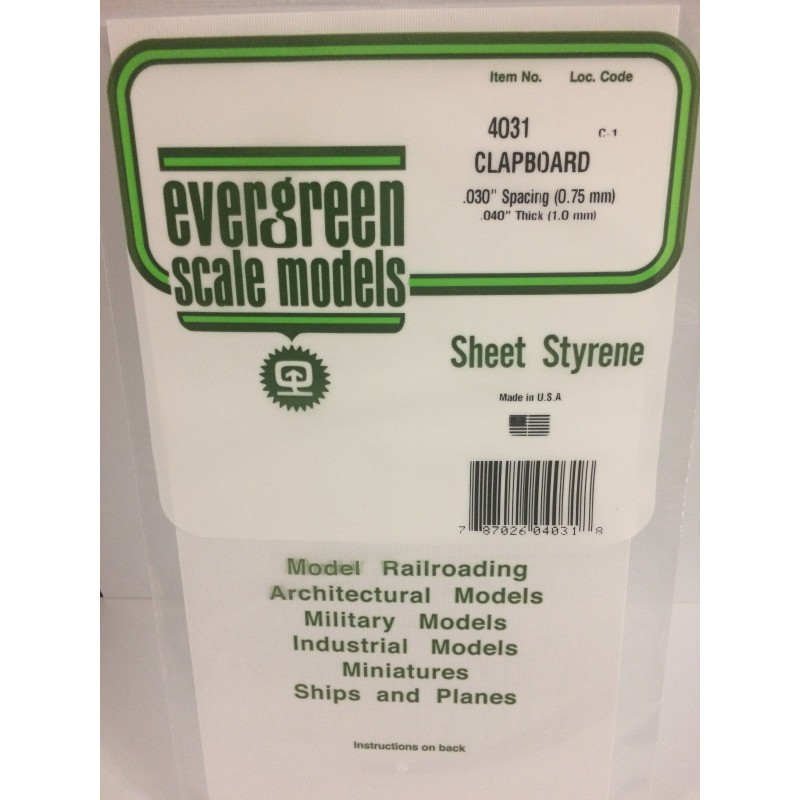 Item No. Loc. Code
4031 C-1
CLAPBOARD
.030" Spacing (0.75 mm)
.040" Thick (1.0 mm)
evergreen
scale models
Sheet Styrene
Made in U.S.A
7 87026 04031 8
Model Railroading
Architectural Models
Military Models
Industrial Models
Miniatures
Ships and Planes
Instructions on back